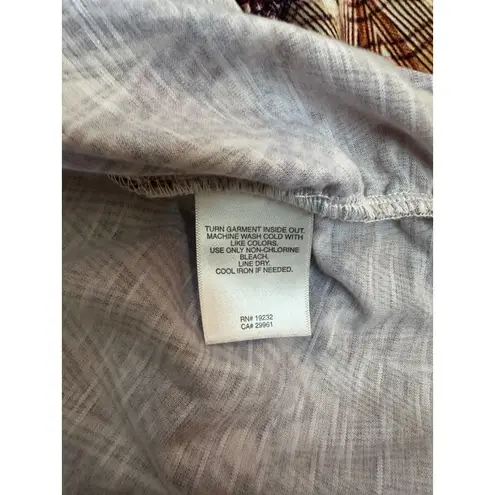 TURN GARMENT INSIDE OUT.
MACHINE WASH COLD WITH
LIKE COLORS.
USE ONLY NON-CHLORINE
BLEACH.
LINE DRY.
COOL IRON IF NEEDED.
RN# 19232
CA# 29961